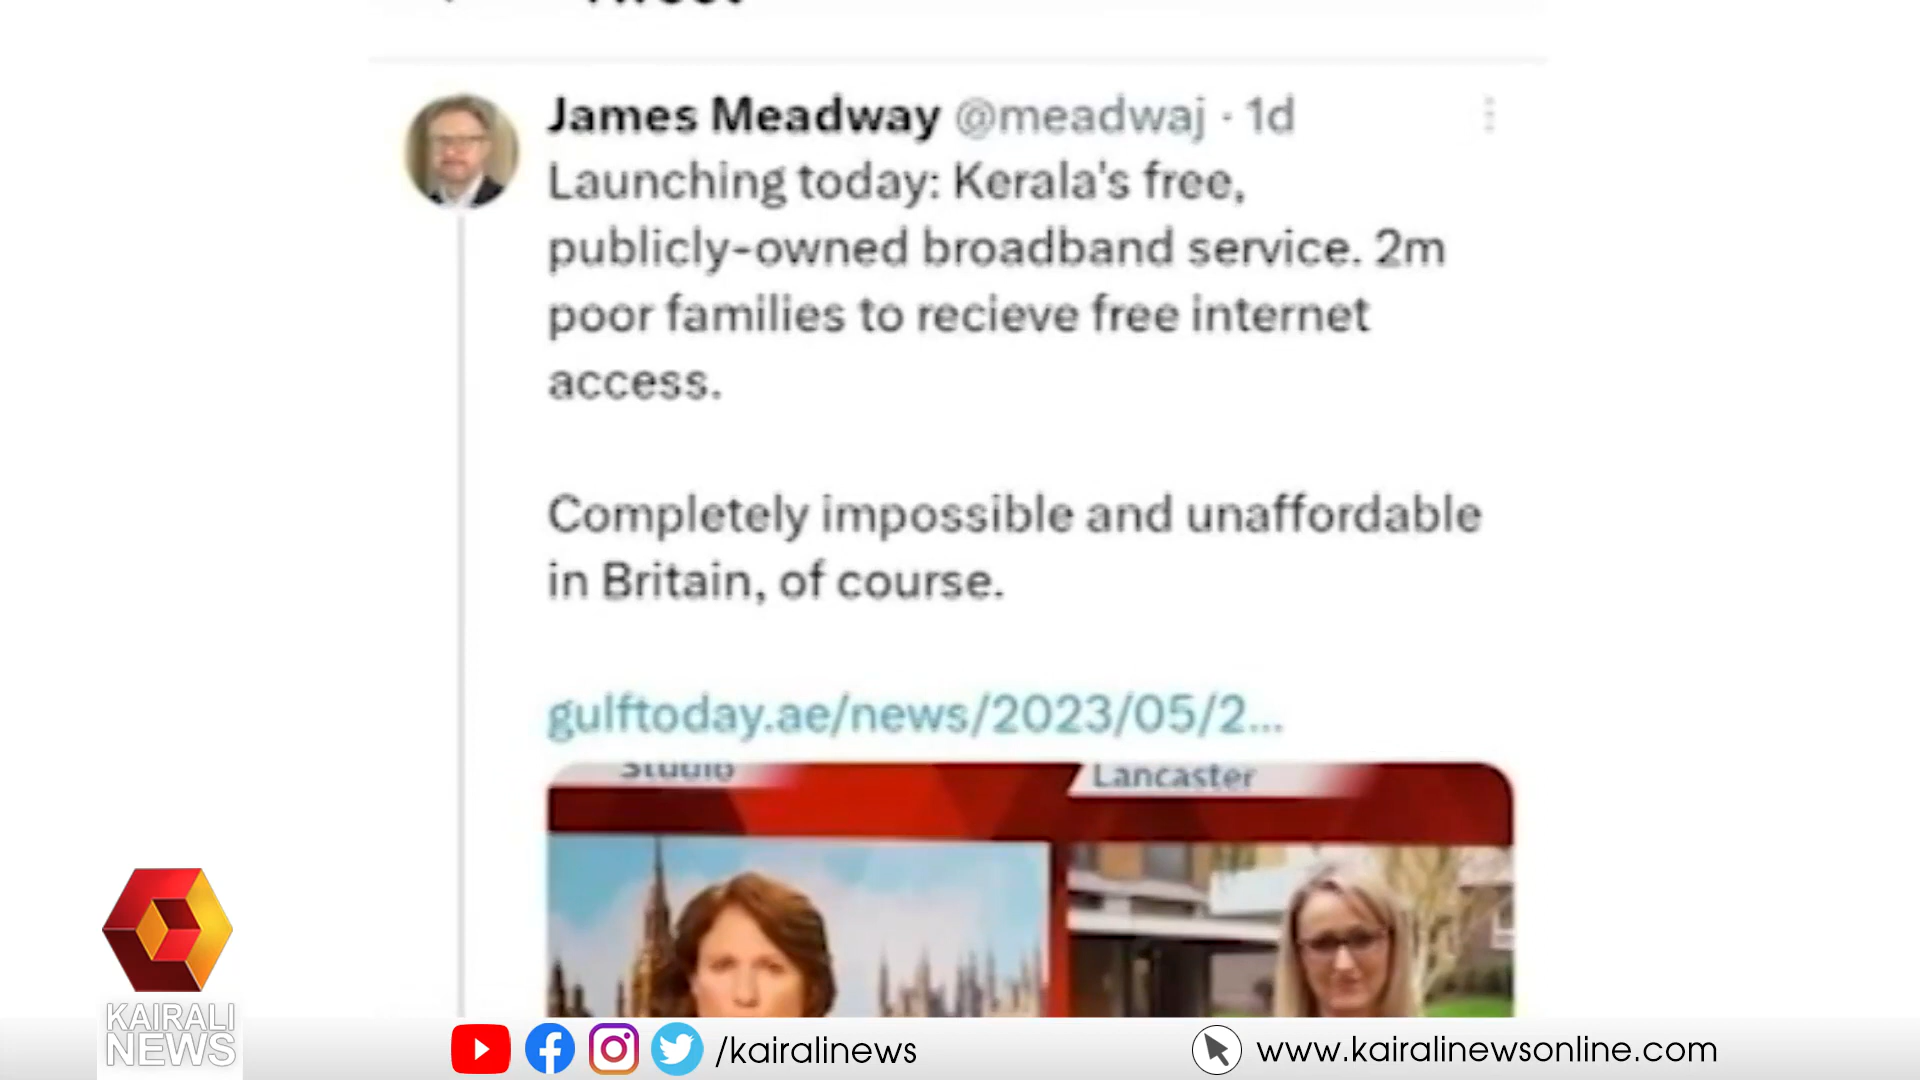 Tweet
James Meadway @meadwaj · 1d
Launching today: Kerala's free,
publicly-owned broadband service. 2m
poor families to recieve free internet
access.
Completely impossible and unaffordable
in Britain, of course.
gulftoday.ae/news/2023/05/2...
Studio
Lancaster
KAIRALI
NEWS
/kairalinews
www.kairalinewsonline.com